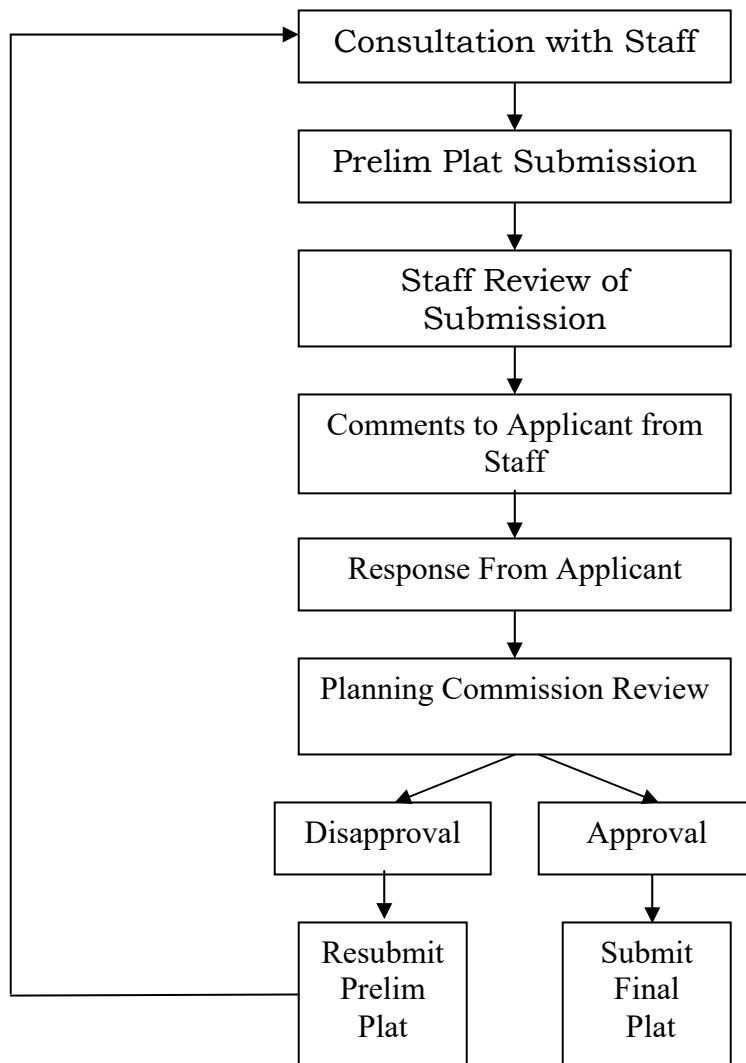 Consultation with Staff
Prelim Plat Submission
Staff Review of
Submission
Comments to Applicant from
Staff
Response From Applicant
Planning Commission Review
Disapproval
Approval
Resubmit
Prelim
Plat
Submit
Final
Plat